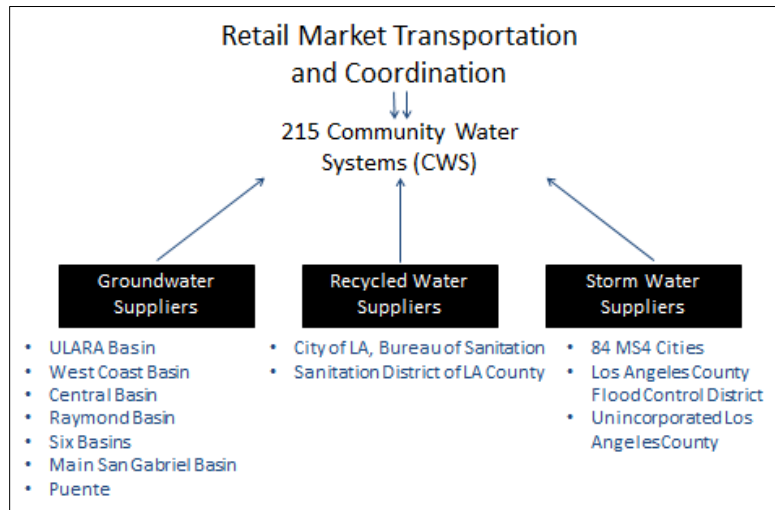 Retail Market Transportation
and Coordination
215 Community Water
Systems (CWS)
Groundwater
Suppliers
• ULARA Basin
• West Coast Basin
• Central Basin
• Raymond Basin
• Six Basins
• Main San Gabriel Basin
• Puente
Recycled Water
Suppliers
• City of LA, Bureau of Sanitation
• Sanitation District of LA County
Storm Water
Suppliers
• 84 MS4 Cities
• Los Angeles County
Flood Control District
• Unincorporated Los
Angeles County